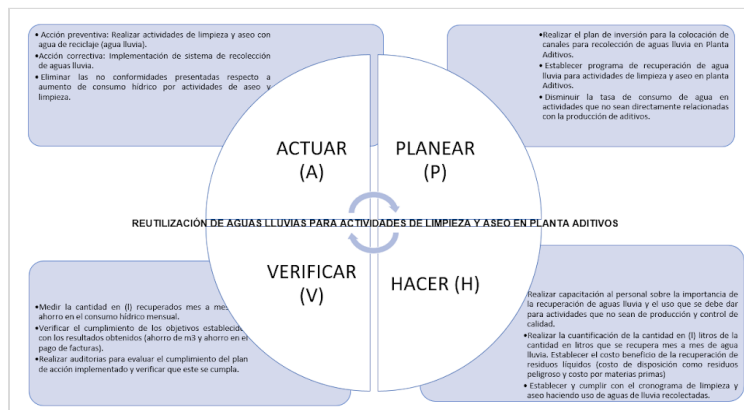 • Acción preventiva: Realizar actividades de limpieza y aseo con
agua de reciclaje (agua lluvia).
•Acción correctiva: Implementación de sistema de recolección
de aguas lluvia.
• Eliminar las no conformidades presentadas respecto a
aumento de consumo hídrico por actividades de aseo y
limpieza.
•Realizar el plan de inversión para la colocación de
canales para recolección de aguas lluvia en Planta
Aditivos.
• Establecer programa de recuperación de agua
lluvia para actividades de limpieza y aseo en planta
Aditivos.
• Disminuir la tasa de consumo de agua en
actividades que no sean directamente relacionadas
con la producción de aditivos.
ACTUAR
(A)
PLANEAR
(P)
REUTILIZACIÓN DE AGUAS LLUVIAS PARA ACTIVIDADES DE LIMPIEZA Y ASEO EN PLANTA ADITIVOS
VERIFICAR
(V)
HACER (H)
•Medir la cantidad en (l) recuperados mes a mes
ahorro en el consumo hídrico mensual.
•Verificar el cumplimiento de los objetivos establecid
con los resultados obtenidos (ahorro de m3 y ahorro en el
pago de facturas).
•Realizar auditorias para evaluar el cumplimiento del plan
de acción implementado y verificar que este se cumpla.
Realizar capacitación al personal sobre la importancia de
la recuperación de aguas lluvia y el uso que se debe dar
para actividades que no sean de producción y control de
calidad.
•Realizar la cuantificación de la cantidad en (l) litros de la
cantidad en litros que se recupera mes a mes de agua
lluvia. Establecer el costo beneficio de la recuperación de
residuos líquidos (costo de disposición como residuos
peligroso y costo por materias primas)
• Establecer y cumplir con el cronograma de limpieza y
aseo haciendo uso de aguas de lluvia recolectadas.